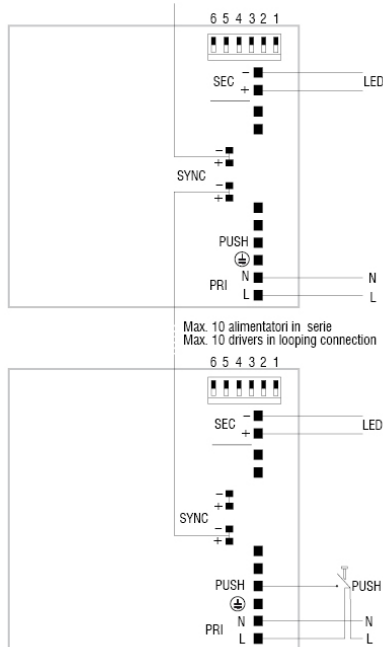 6 5 4 3 2 1
-
SEC
+
LED
-
+
SYNC
-
+
PUSH
N
N
PRI
L
L
Max. 10 alimentatori in serie
Max. 10 drivers in looping connection
6 5 4 3 2 1
-
SEC
+
LED
-
+
SYNC
-
+
PUSH
PUSH
N
N
PRI
L
L